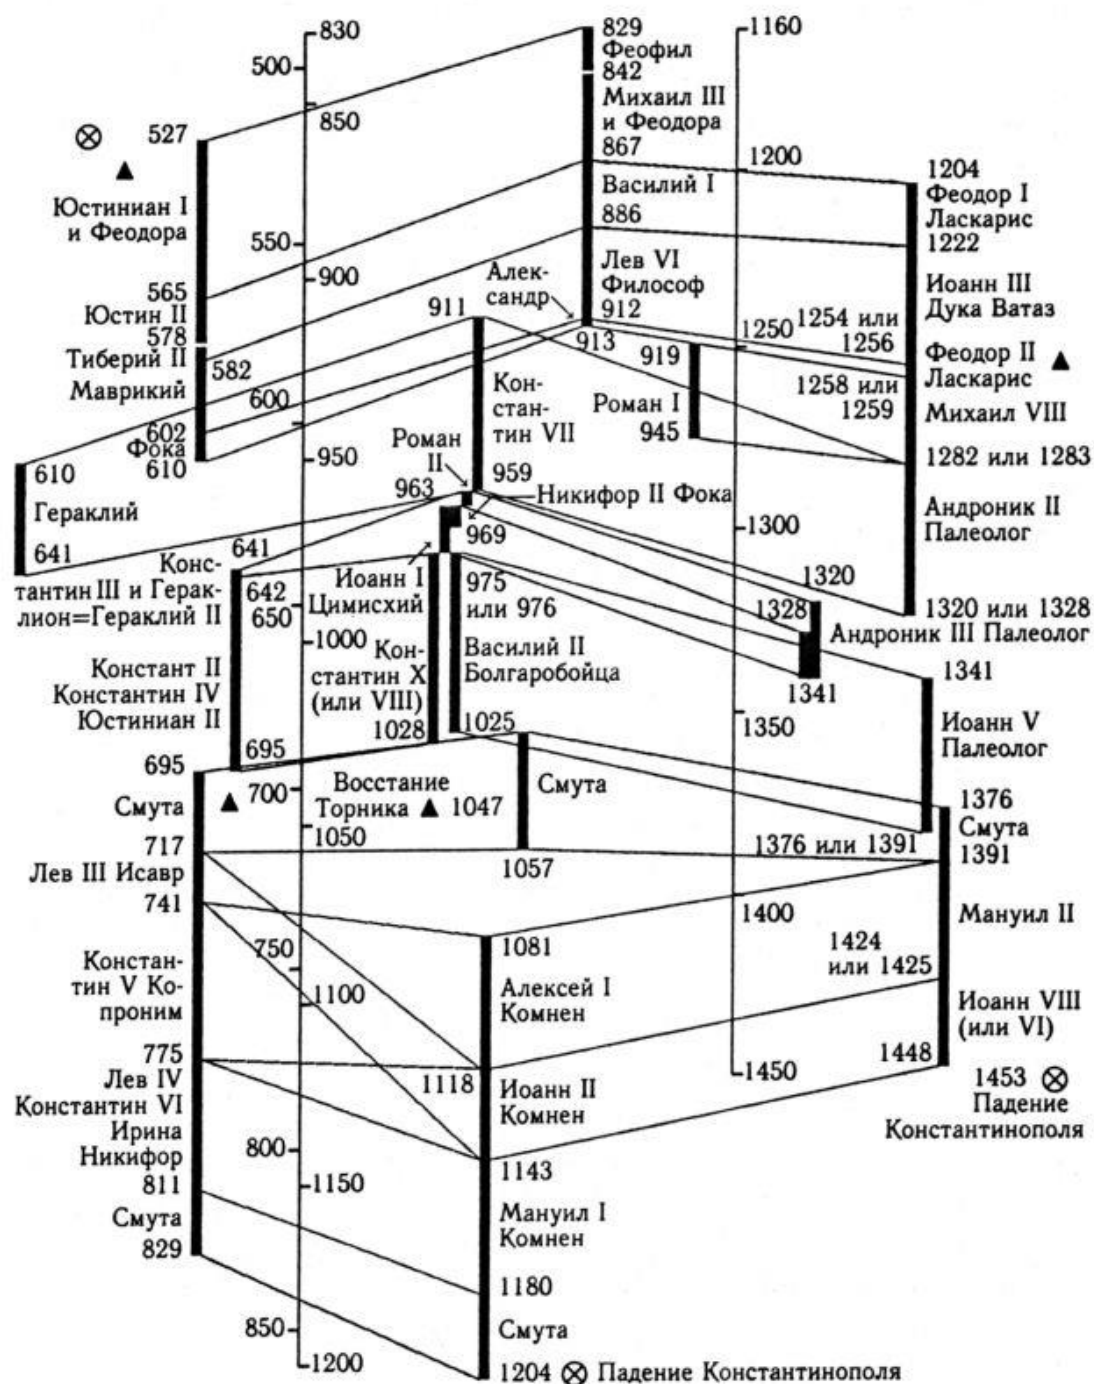 829
Феофил
842
Михаил III
и Феодора
867
Василий I
886
Лев VI
Философ
912
913
Алек-
сандр
830
500
850
550
900
600
950
650
1000
700
1050
750
1100
800
1150
850
1200
1160
1200
1250
1300
1350
1400
1450
527
Юстиниан I
и Феодора
565
Юстин II
578
Тиберий II
582
Маврикий
602
Фока
610
610
Гераклий
641
641
Конс-
тантин III и Герак-
лион=Гераклий II
642
Констант II
Константин IV
Юстиниан II
695
695
Смута
717
Лев III Исавр
741
Констан-
тин V Ко-
проним
775
Лев IV
Константин VI
Ирина
Никифор
811
Смута
829
911
Кон-
стан-
тин VII
959
919
Роман I
945
Роман
II
963
Никифор II Фока
969
Иоанн I
Цимисхий
975
или 976
Василий II
Болгаробойца
1025
Кон-
стантин X
(или VIII)
1028
Восстание
Торника ▲ 1047
Смута
1057
1081
Алексей I
Комнен
1118
Иоанн II
Комнен
1143
Мануил I
Комнен
1180
Смута
1204 ⊗ Падение Константинополя
1204
Феодор I
Ласкарис
1222
Иоанн III
Дука Ватаз
1254 или
1256
Феодор II
Ласкарис
1258 или
1259
Михаил VIII
1282 или 1283
Андроник II
Палеолог
1320 или 1328
1320
1328
Андроник III Палеолог
1341
1341
Иоанн V
Палеолог
1376 или 1391
1376
Смута
1391
Мануил II
1424
или 1425
Иоанн VIII
(или VI)
1448
1453 ⊗
Падение
Константинополя